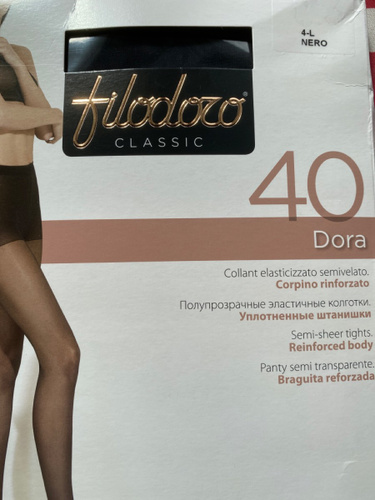 4-L
NERO
filodoro®
CLASSIC
40
Dora
Collant elasticizzato semivelato.
Corpino rinforzato
Полупрозрачные эластичные колготки.
Уплотненные штанишки
Semi-sheer tights.
Reinforced body
Panty semi transparente.
Braguita reforzada